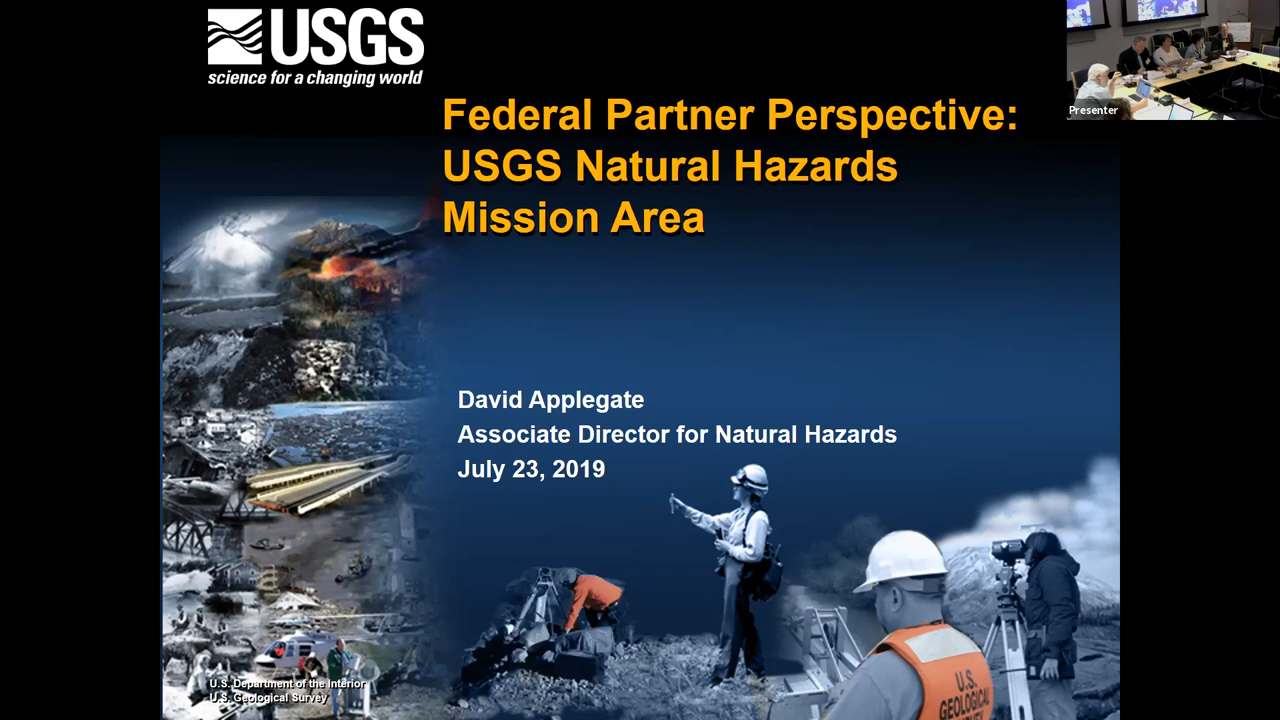 USGS
science for a changing world
Presenter
Federal Partner Perspective:
USGS Natural Hazards
Mission Area
David Applegate
Associate Director for Natural Hazards
July 23, 2019
U.S. Department of the Interior
U.S. Geological Survey
U.S.
GEOLOGICAL